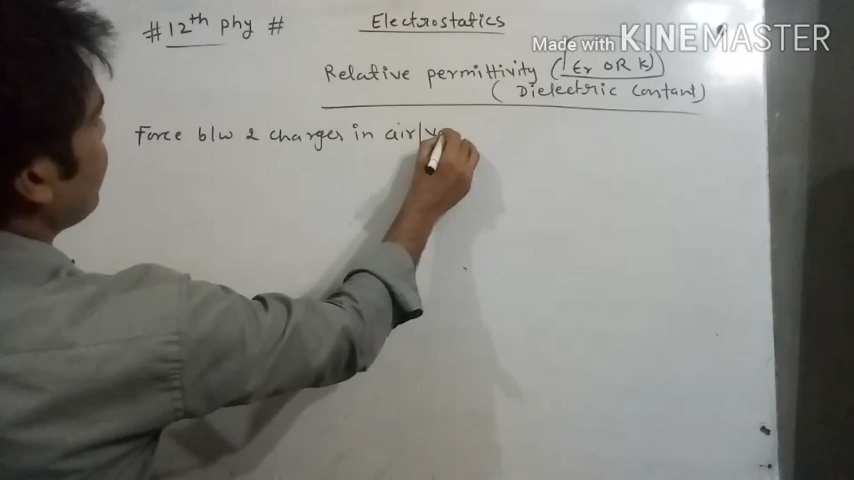 #12th phy #
Electrostatics
Made with KINEMASTER
Relative permittivity (εr OR k)
(Dielectric Constant)
Force b/w 2 charges in air/v